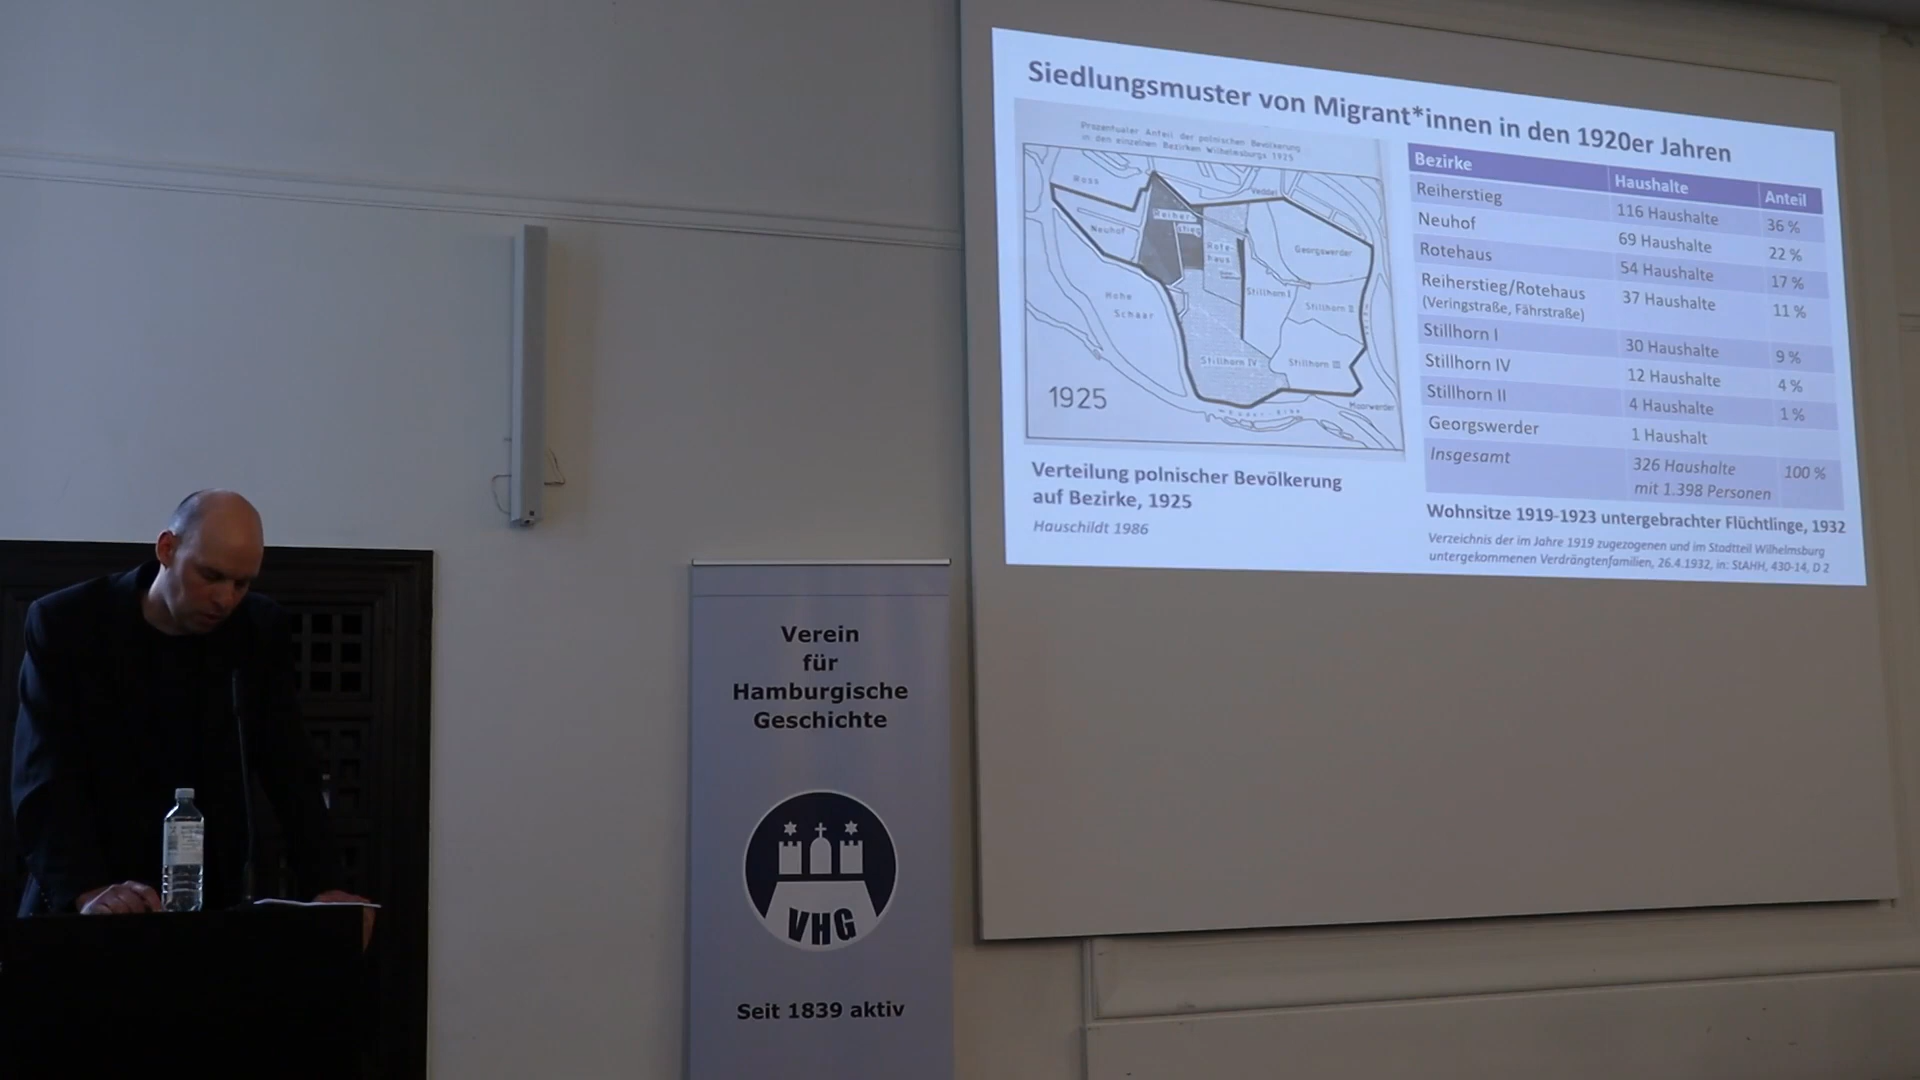 Siedlungsmuster von Migrant*innen in den 1920er Jahren
Prozentualer Anteil der polnischen Bevölkerung
in den einzelnen Bezirken Wilhelmsburgs 1925
Ross
Veddel
Neuhof
Reiher-
stieg
Rote-
haus
Georgswerder
Hohe
Schaar
Stillhorn I
Stillhorn II
Stillhorn IV
Stillhorn III
Moorwerder
1925
Verteilung polnischer Bevölkerung
auf Bezirke, 1925
Hauschildt 1986
Bezirke Haushalte Anteil
Reiherstieg 116 Haushalte 36 %
Neuhof 69 Haushalte 22 %
Rotehaus 54 Haushalte 17 %
Reiherstieg/Rotehaus 37 Haushalte 11 %
(Veringstraße, Fährstraße)
Stillhorn I 30 Haushalte 9 %
Stillhorn IV 12 Haushalte 4 %
Stillhorn II 4 Haushalte 1 %
Georgswerder 1 Haushalt
Insgesamt 326 Haushalte 100 %
mit 1.398 Personen
Wohnsitze 1919-1923 untergebrachter Flüchtlinge, 1932
Verzeichnis der im Jahre 1919 zugezogenen und im Stadtteil Wilhelmsburg
untergekommenen Verdrängtenfamilien, 26.4.1932, in: StAHH, 430-14, D 2
Verein
für
Hamburgische
Geschichte
VHG
Seit 1839 aktiv